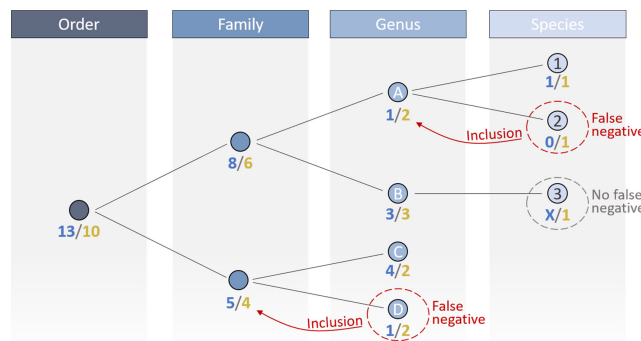 Order
Family
Genus
Species
1
1/1
A
1/2
2
0/1
False
negative
Inclusion
8/6
B
3/3
3
X/1
No false
negative
13/10
C
4/2
5/4
D
1/2
False
negative
Inclusion